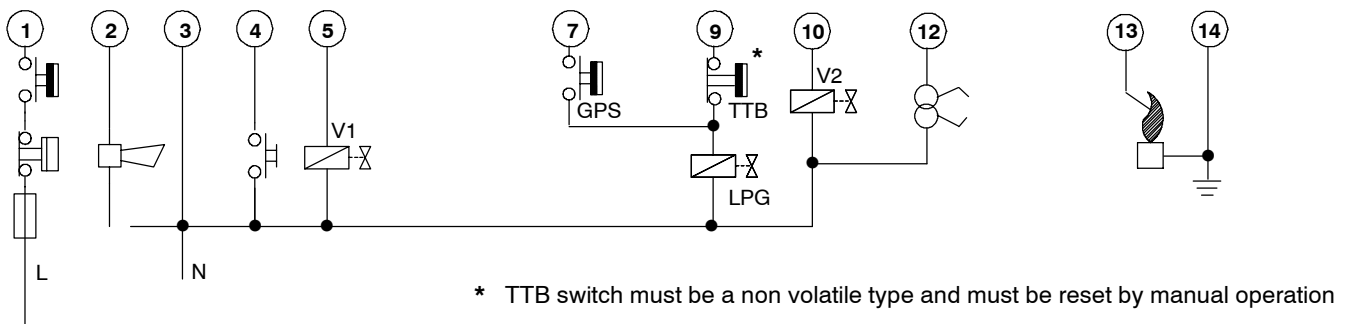 1 2 3 4 5 7 9 10 12 13 14
*
V2
GPS TTB
V1
LPG
L N
* TTB switch must be a non volatile type and must be reset by manual operation